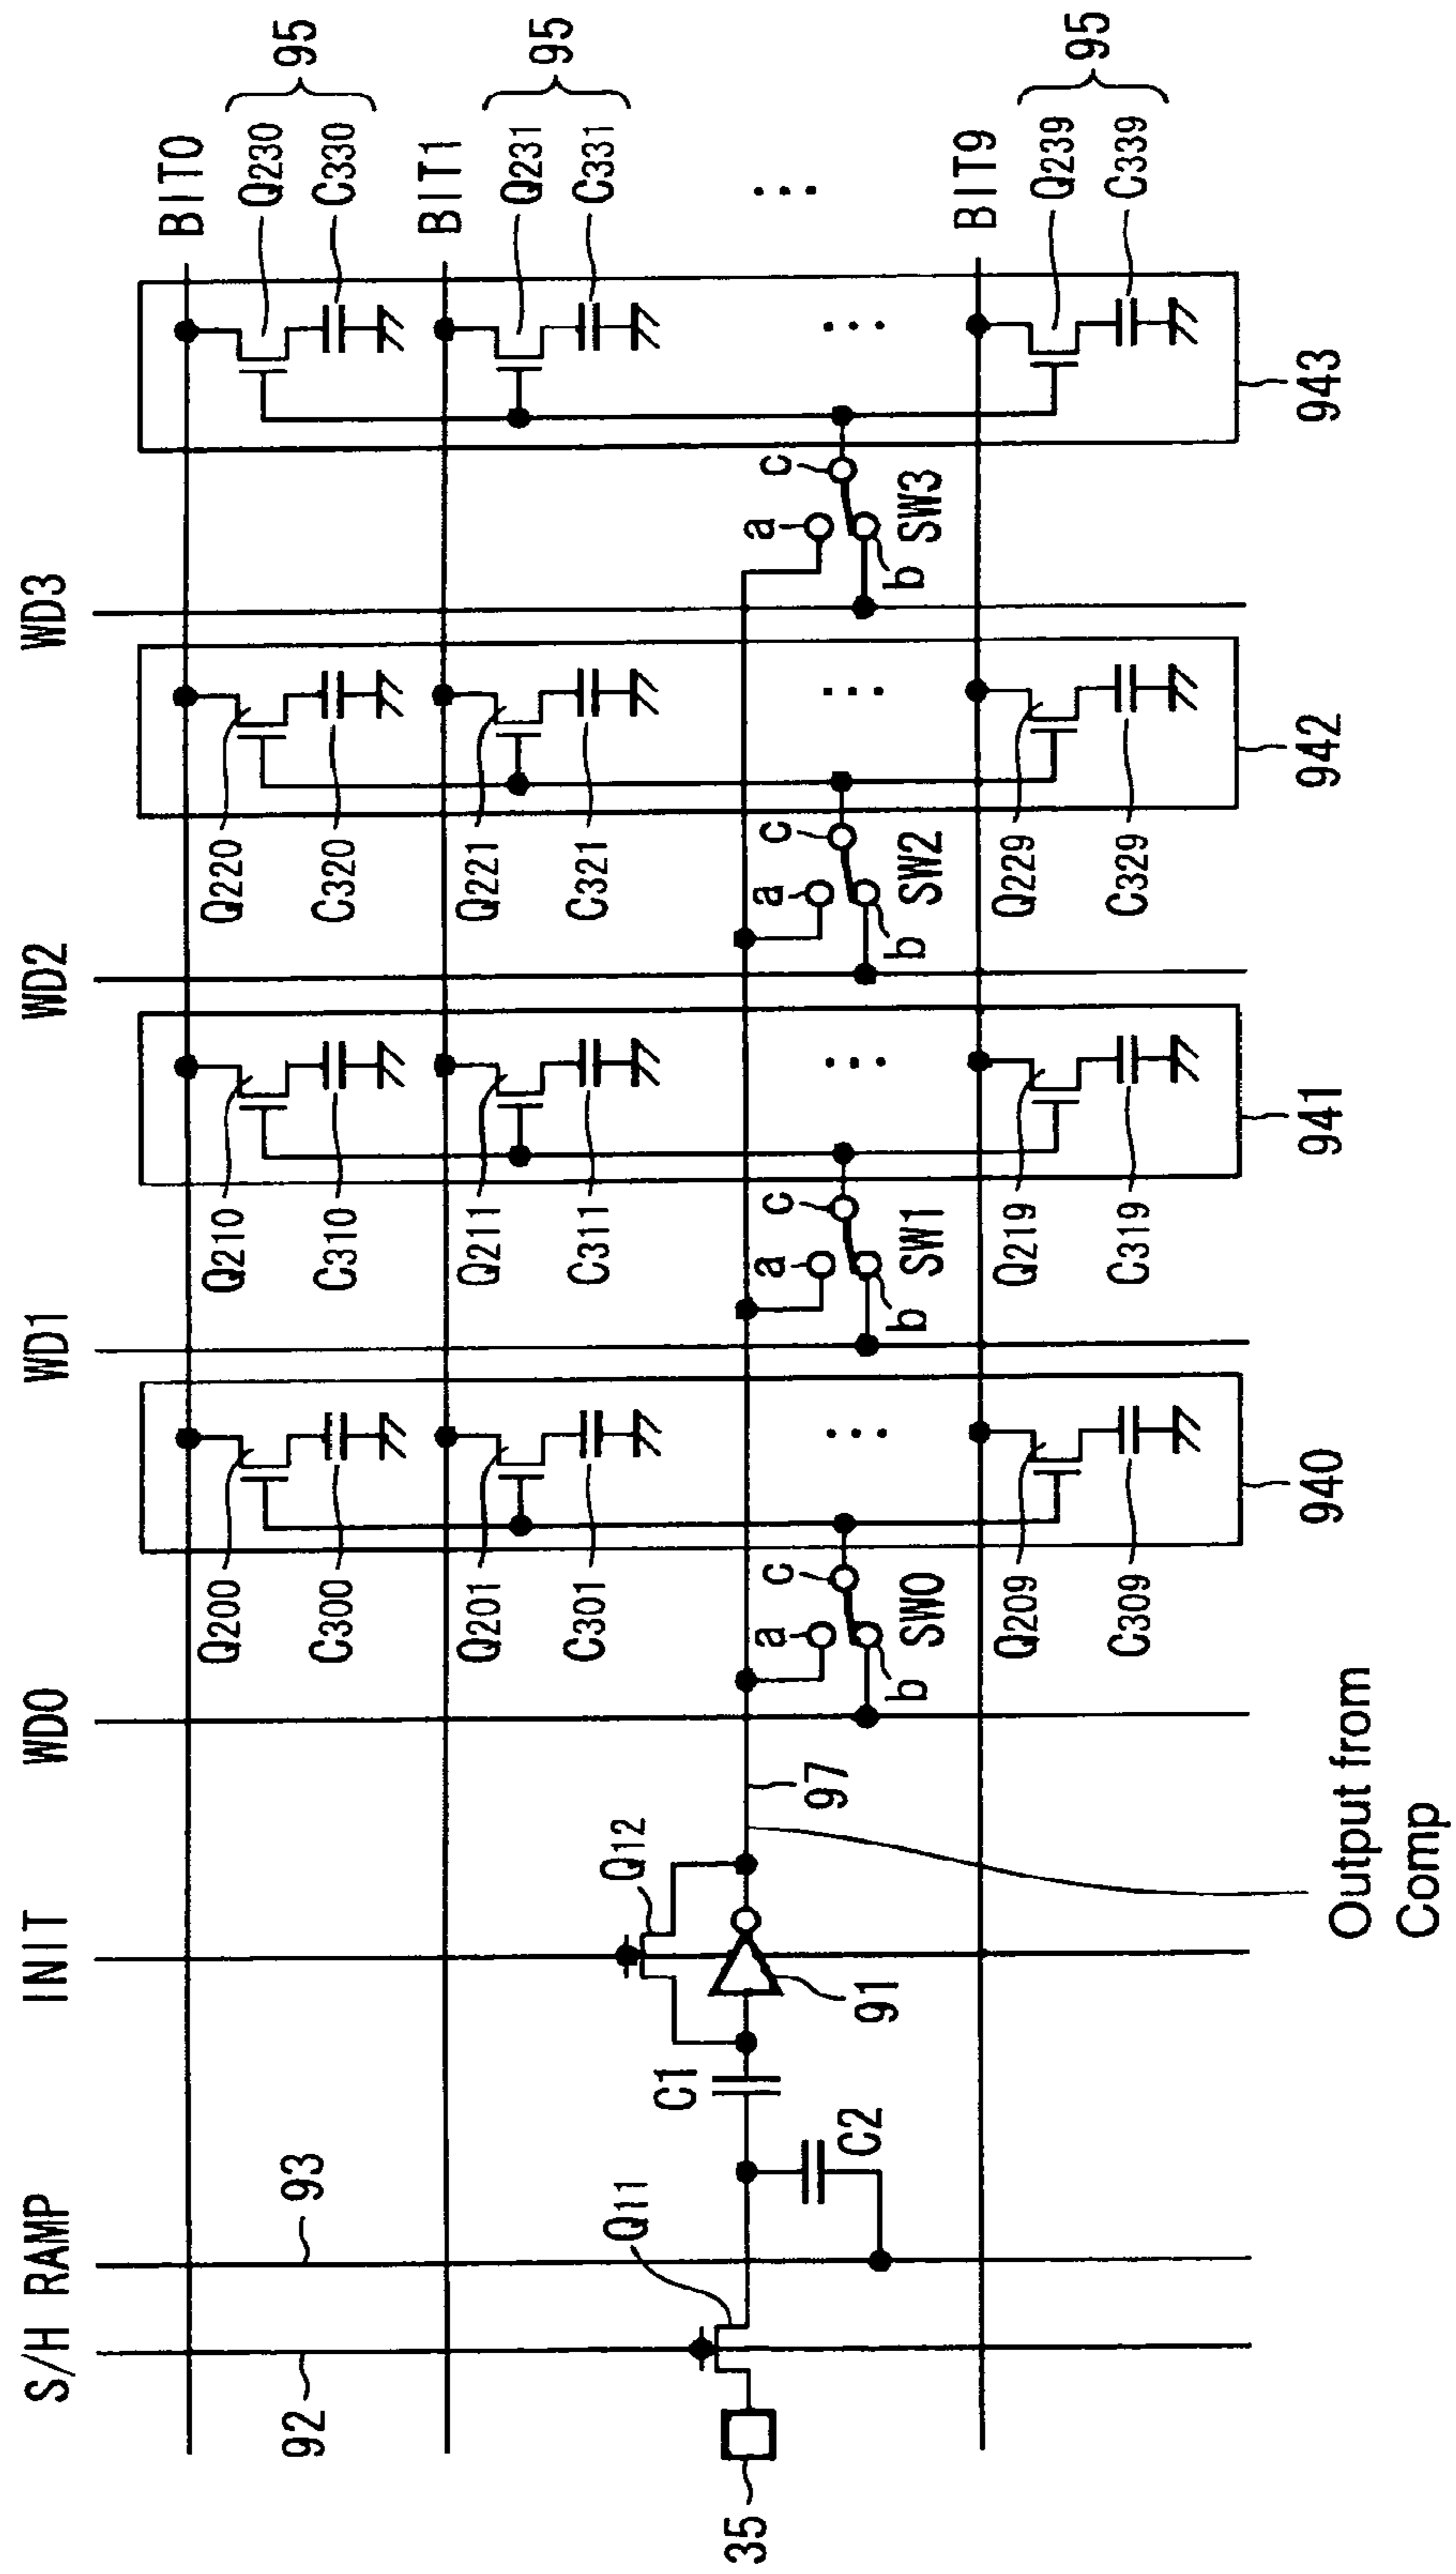 S/H
RAMP
INIT
WD0
WD1
WD2
WD3
92
93
35
Q11
C1
C2
Q12
91
97
Output from
Comp
BIT0
BIT1
BIT9
Q200
C300
Q201
C301
Q209
C309
a
b
c
SW0
940
Q210
C310
Q211
C311
Q219
C319
a
b
c
SW1
941
Q220
C320
Q221
C321
Q229
C329
a
b
c
SW2
942
Q230
C330
95
Q231
C331
95
Q239
C339
95
a
b
c
SW3
943